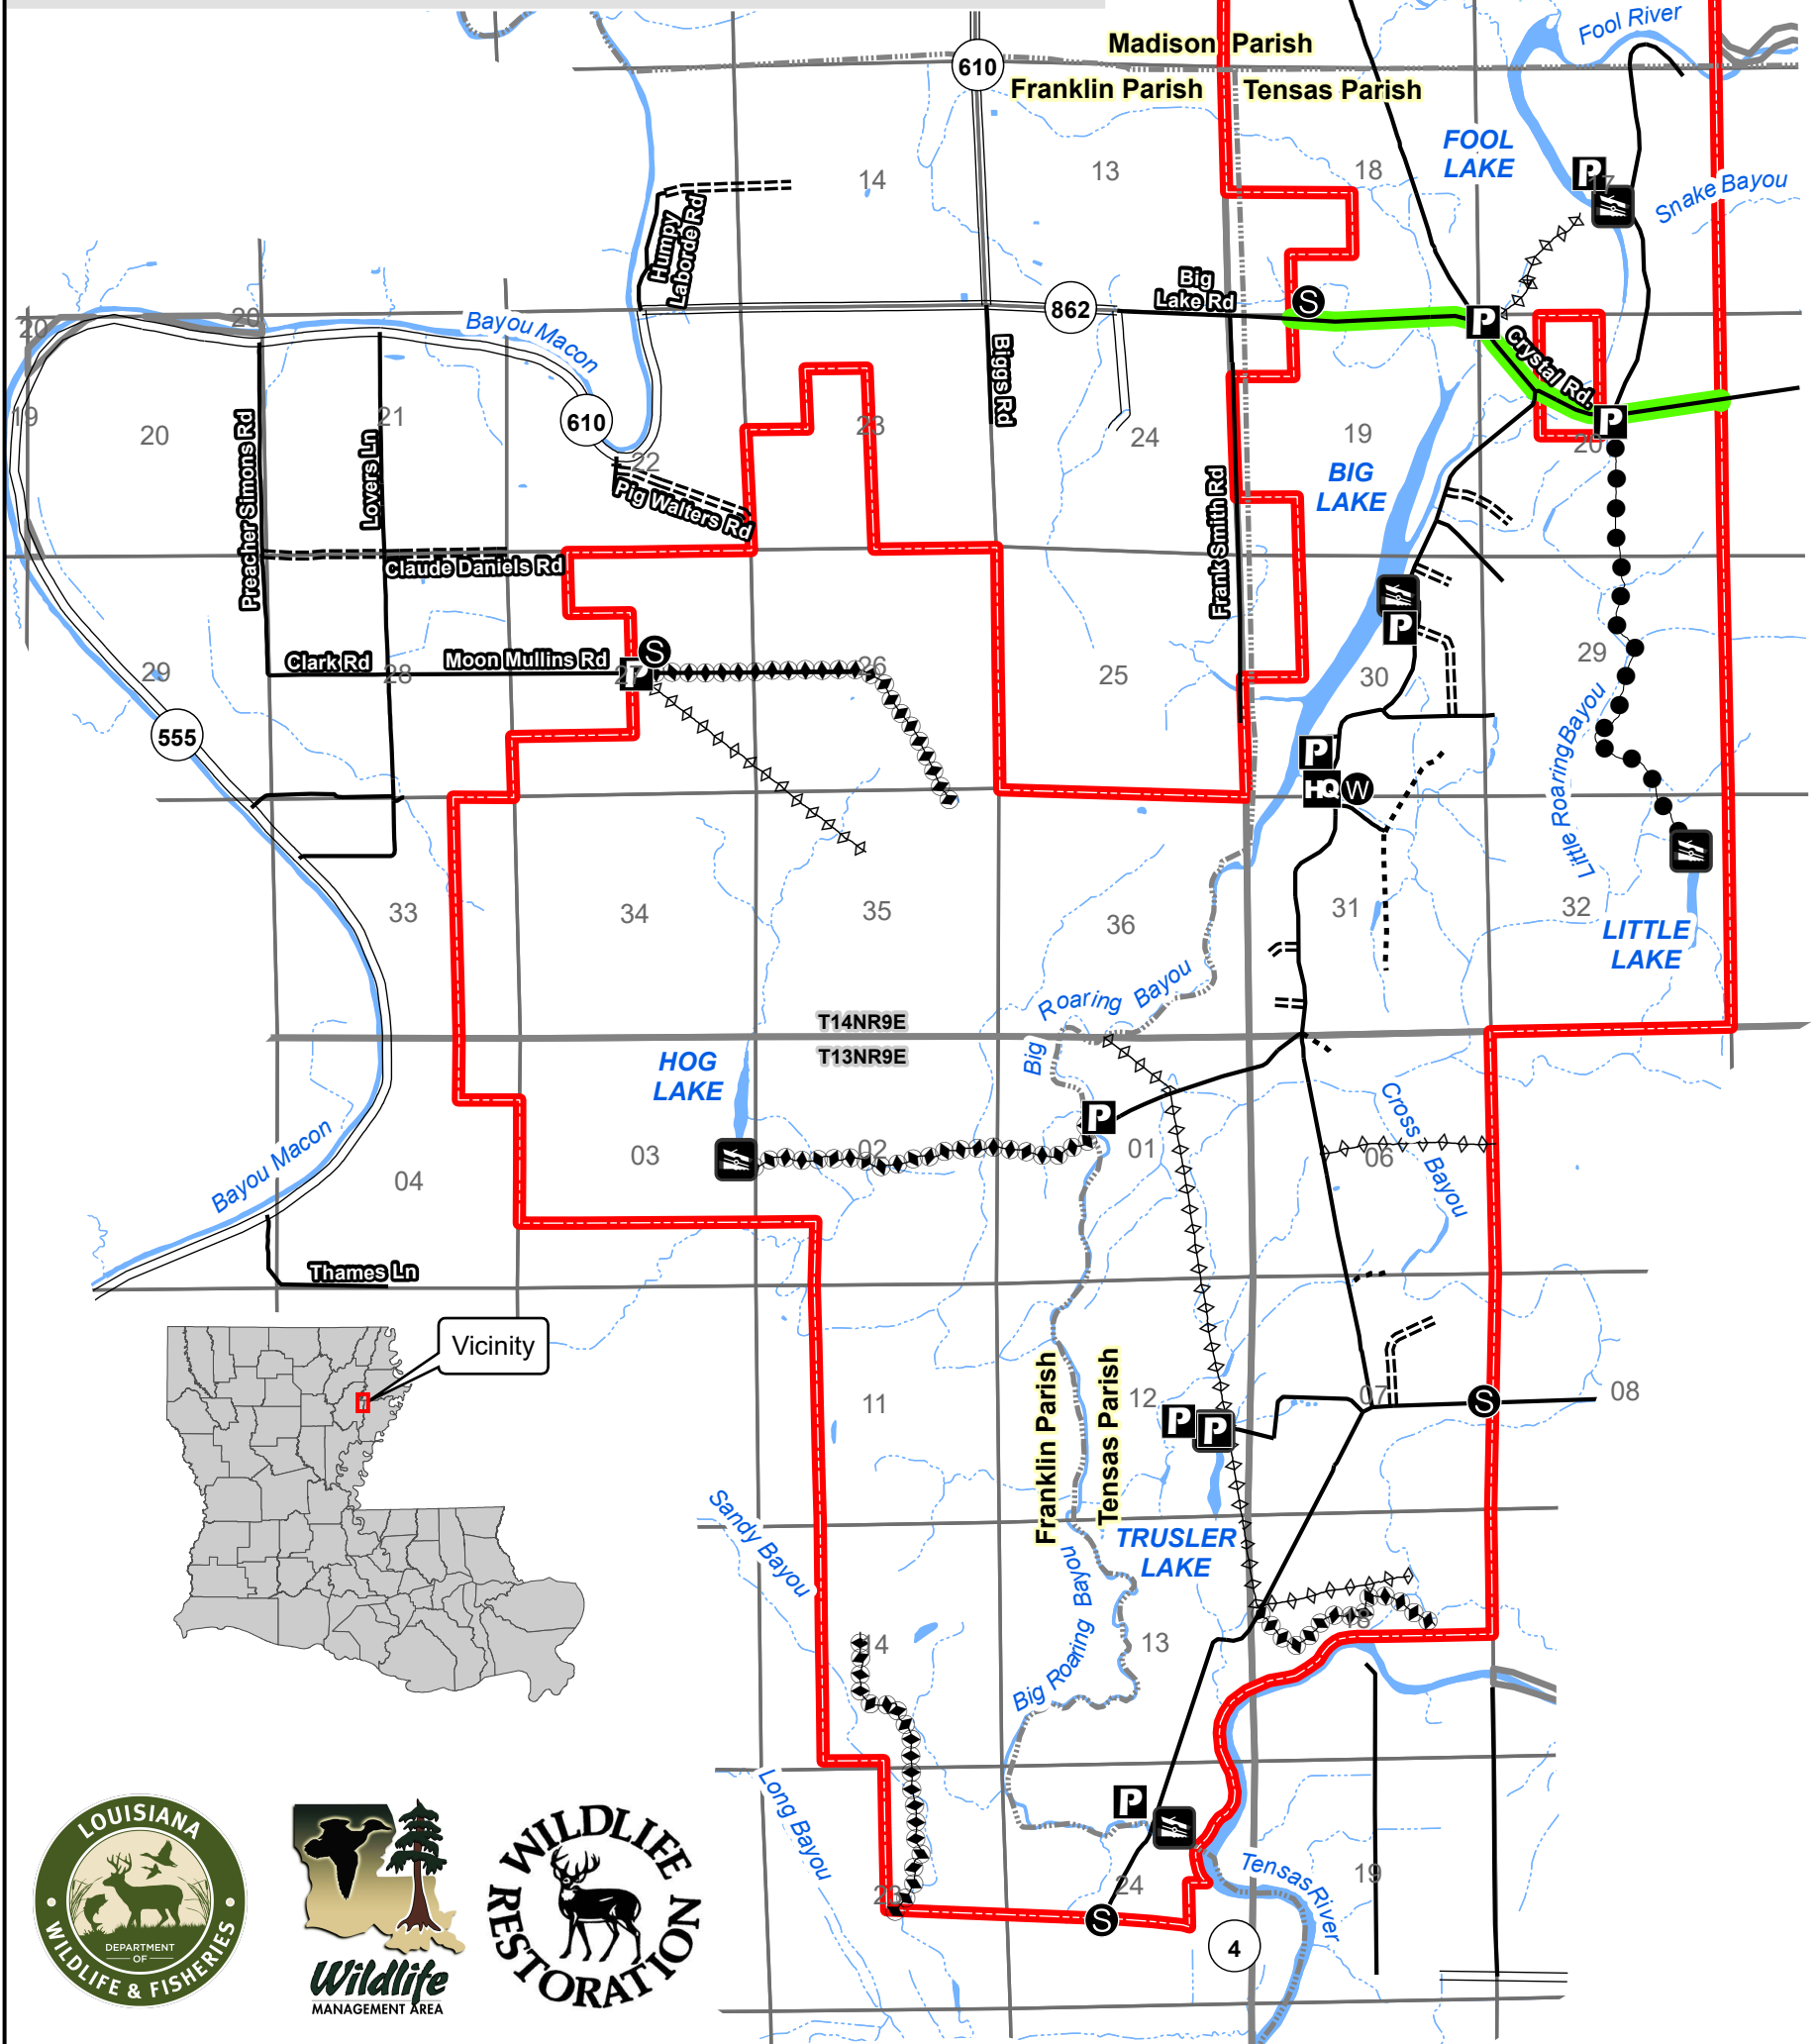 Fool River
Madison Parish
610
Franklin Parish
Tensas Parish
FOOL
LAKE
14
13
18
P
17
Snake Bayou
Humpy
Laborde Rd
Big
Lake Rd
S
862
P
20
20
Bayou Macon
Crystal Rd.
Biggs Rd
19
20
21
610
23
24
19
P
20
22
BIG
LAKE
Preacher Simons Rd
Lovers Ln
Pig Walters Rd
Frank Smith Rd
Claude Daniels Rd
P
S
Clark Rd
Moon Mullins Rd
29
28
27
P
26
25
30
29
555
Little Roaring Bayou
P
HQ
W
33
34
35
36
31
32
LITTLE
LAKE
Roaring Bayou
Big
T14NR9E
T13NR9E
HOG
LAKE
P
Cross Bayou
Bayou Macon
04
03
02
01
06
Thames Ln
Vicinity
11
12
07
S
08
P
P
Franklin Parish
Tensas Parish
Sandy Bayou
TRUSLER
LAKE
Big Roaring Bayou
14
13
18
Long Bayou
P
23
24
19
S
Tensas River
4
LOUISIANA
DEPARTMENT
OF
WILDLIFE & FISHERIES
Wildlife
MANAGEMENT AREA
WILDLIFE
RESTORATION